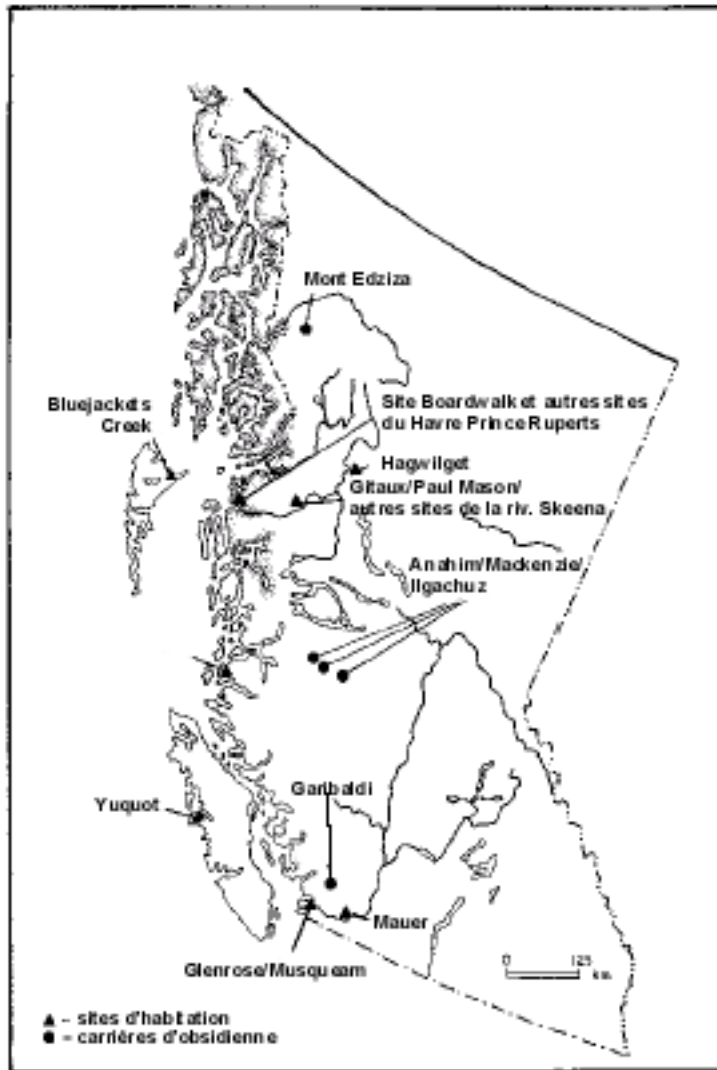 Mont Edziza
Bluejackets
Creek
Site Boardwalk et autres sites
du Havre Prince Ruperts
Hagwilget
Gitaux/Paul Mason/
autres sites de la riv. Skeena
Anahim/Mackenzie/
Ilgachuz
Garibaldi
Yuquot
Mauer
Glenrose/Musqueam
0 125
km.
▲ - sites d'habitation
● - carrières d'obsidienne